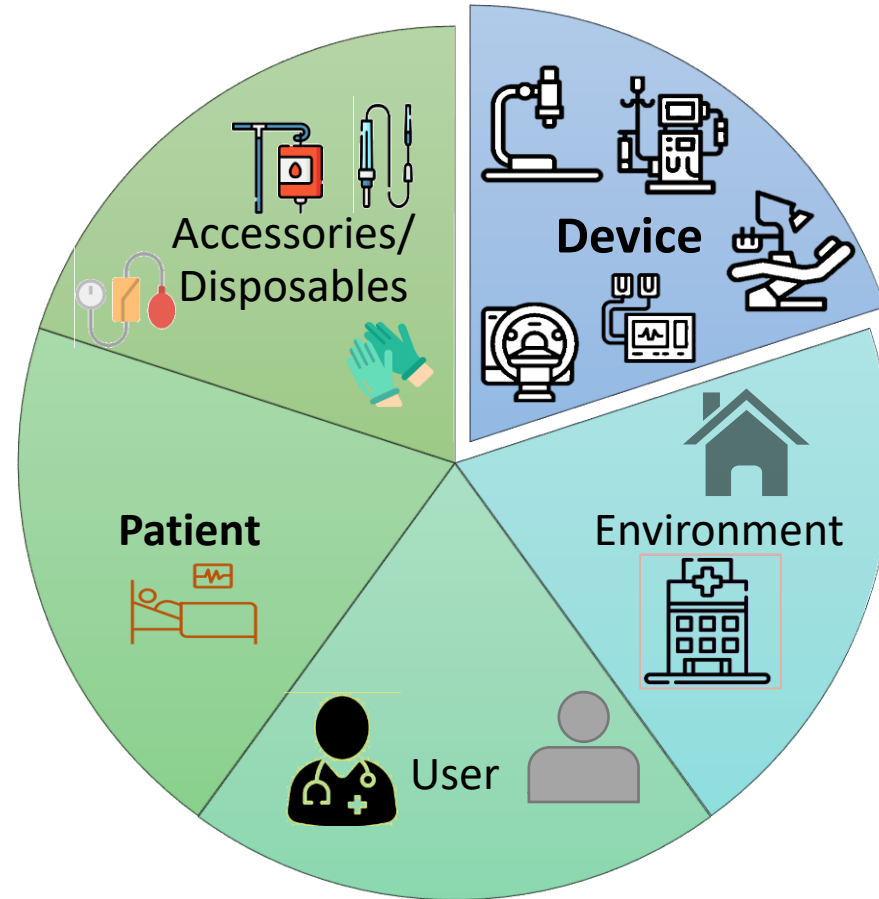 Accessories/
Disposables
Device
Patient
Environment
User